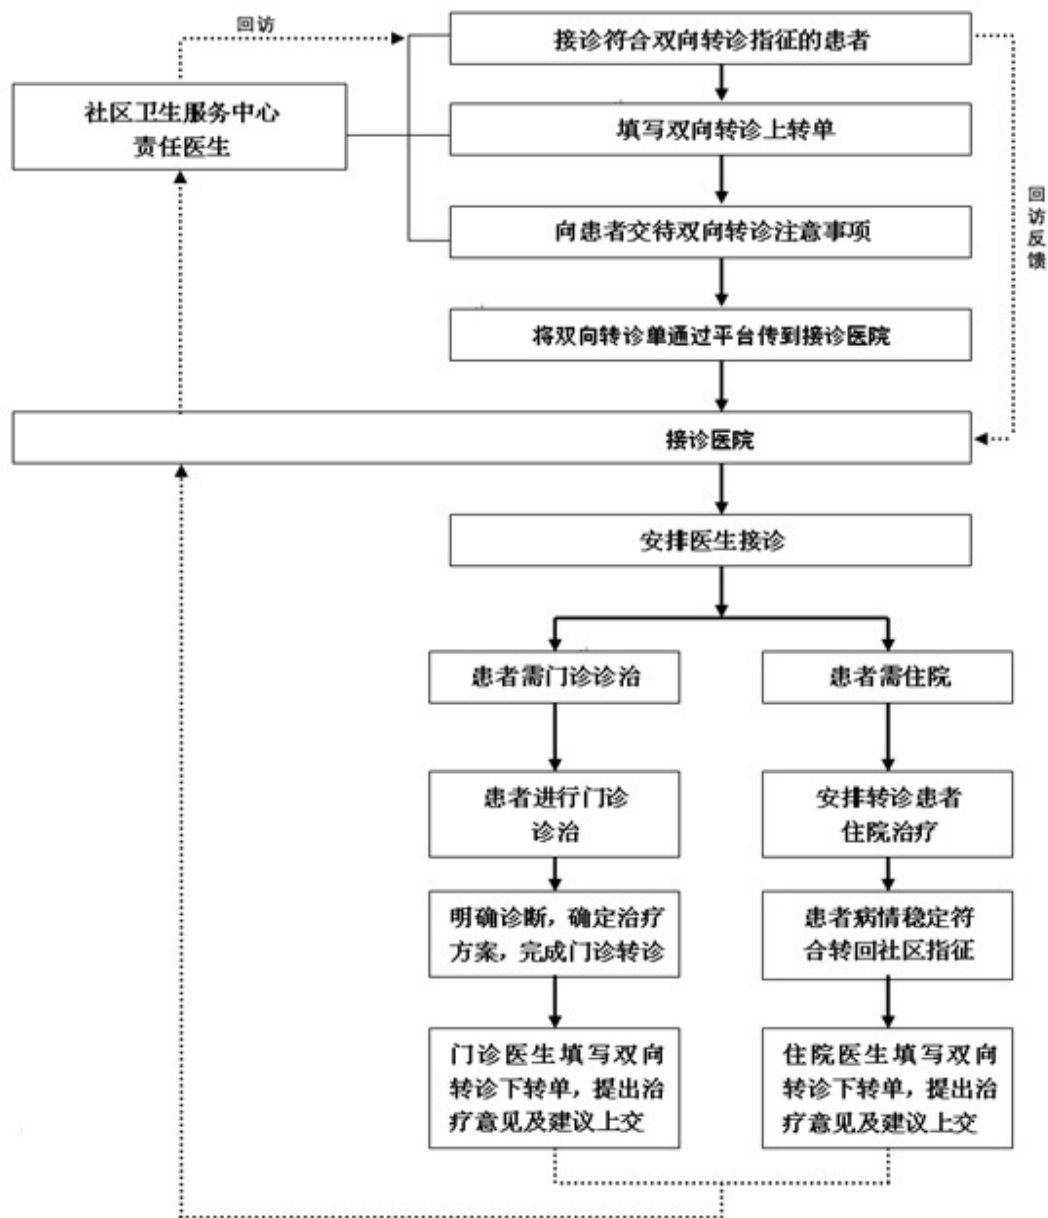 回访
接诊符合双向转诊指征的患者
社区卫生服务中心
责任医生
填写双向转诊上转单
向患者交待双向转诊注意事项
回访反馈
将双向转诊单通过平台传到接诊医院
接诊医院
安排医生接诊
患者需门诊诊治
患者需住院
患者进行门诊
诊治
安排转诊患者
住院治疗
明确诊断，确定治疗
方案，完成门诊转诊
患者病情稳定符
合转回社区指征
门诊医生填写双向
转诊下转单，提出治
疗意见及建议上交
住院医生填写双向
转诊下转单，提出治
疗意见及建议上交